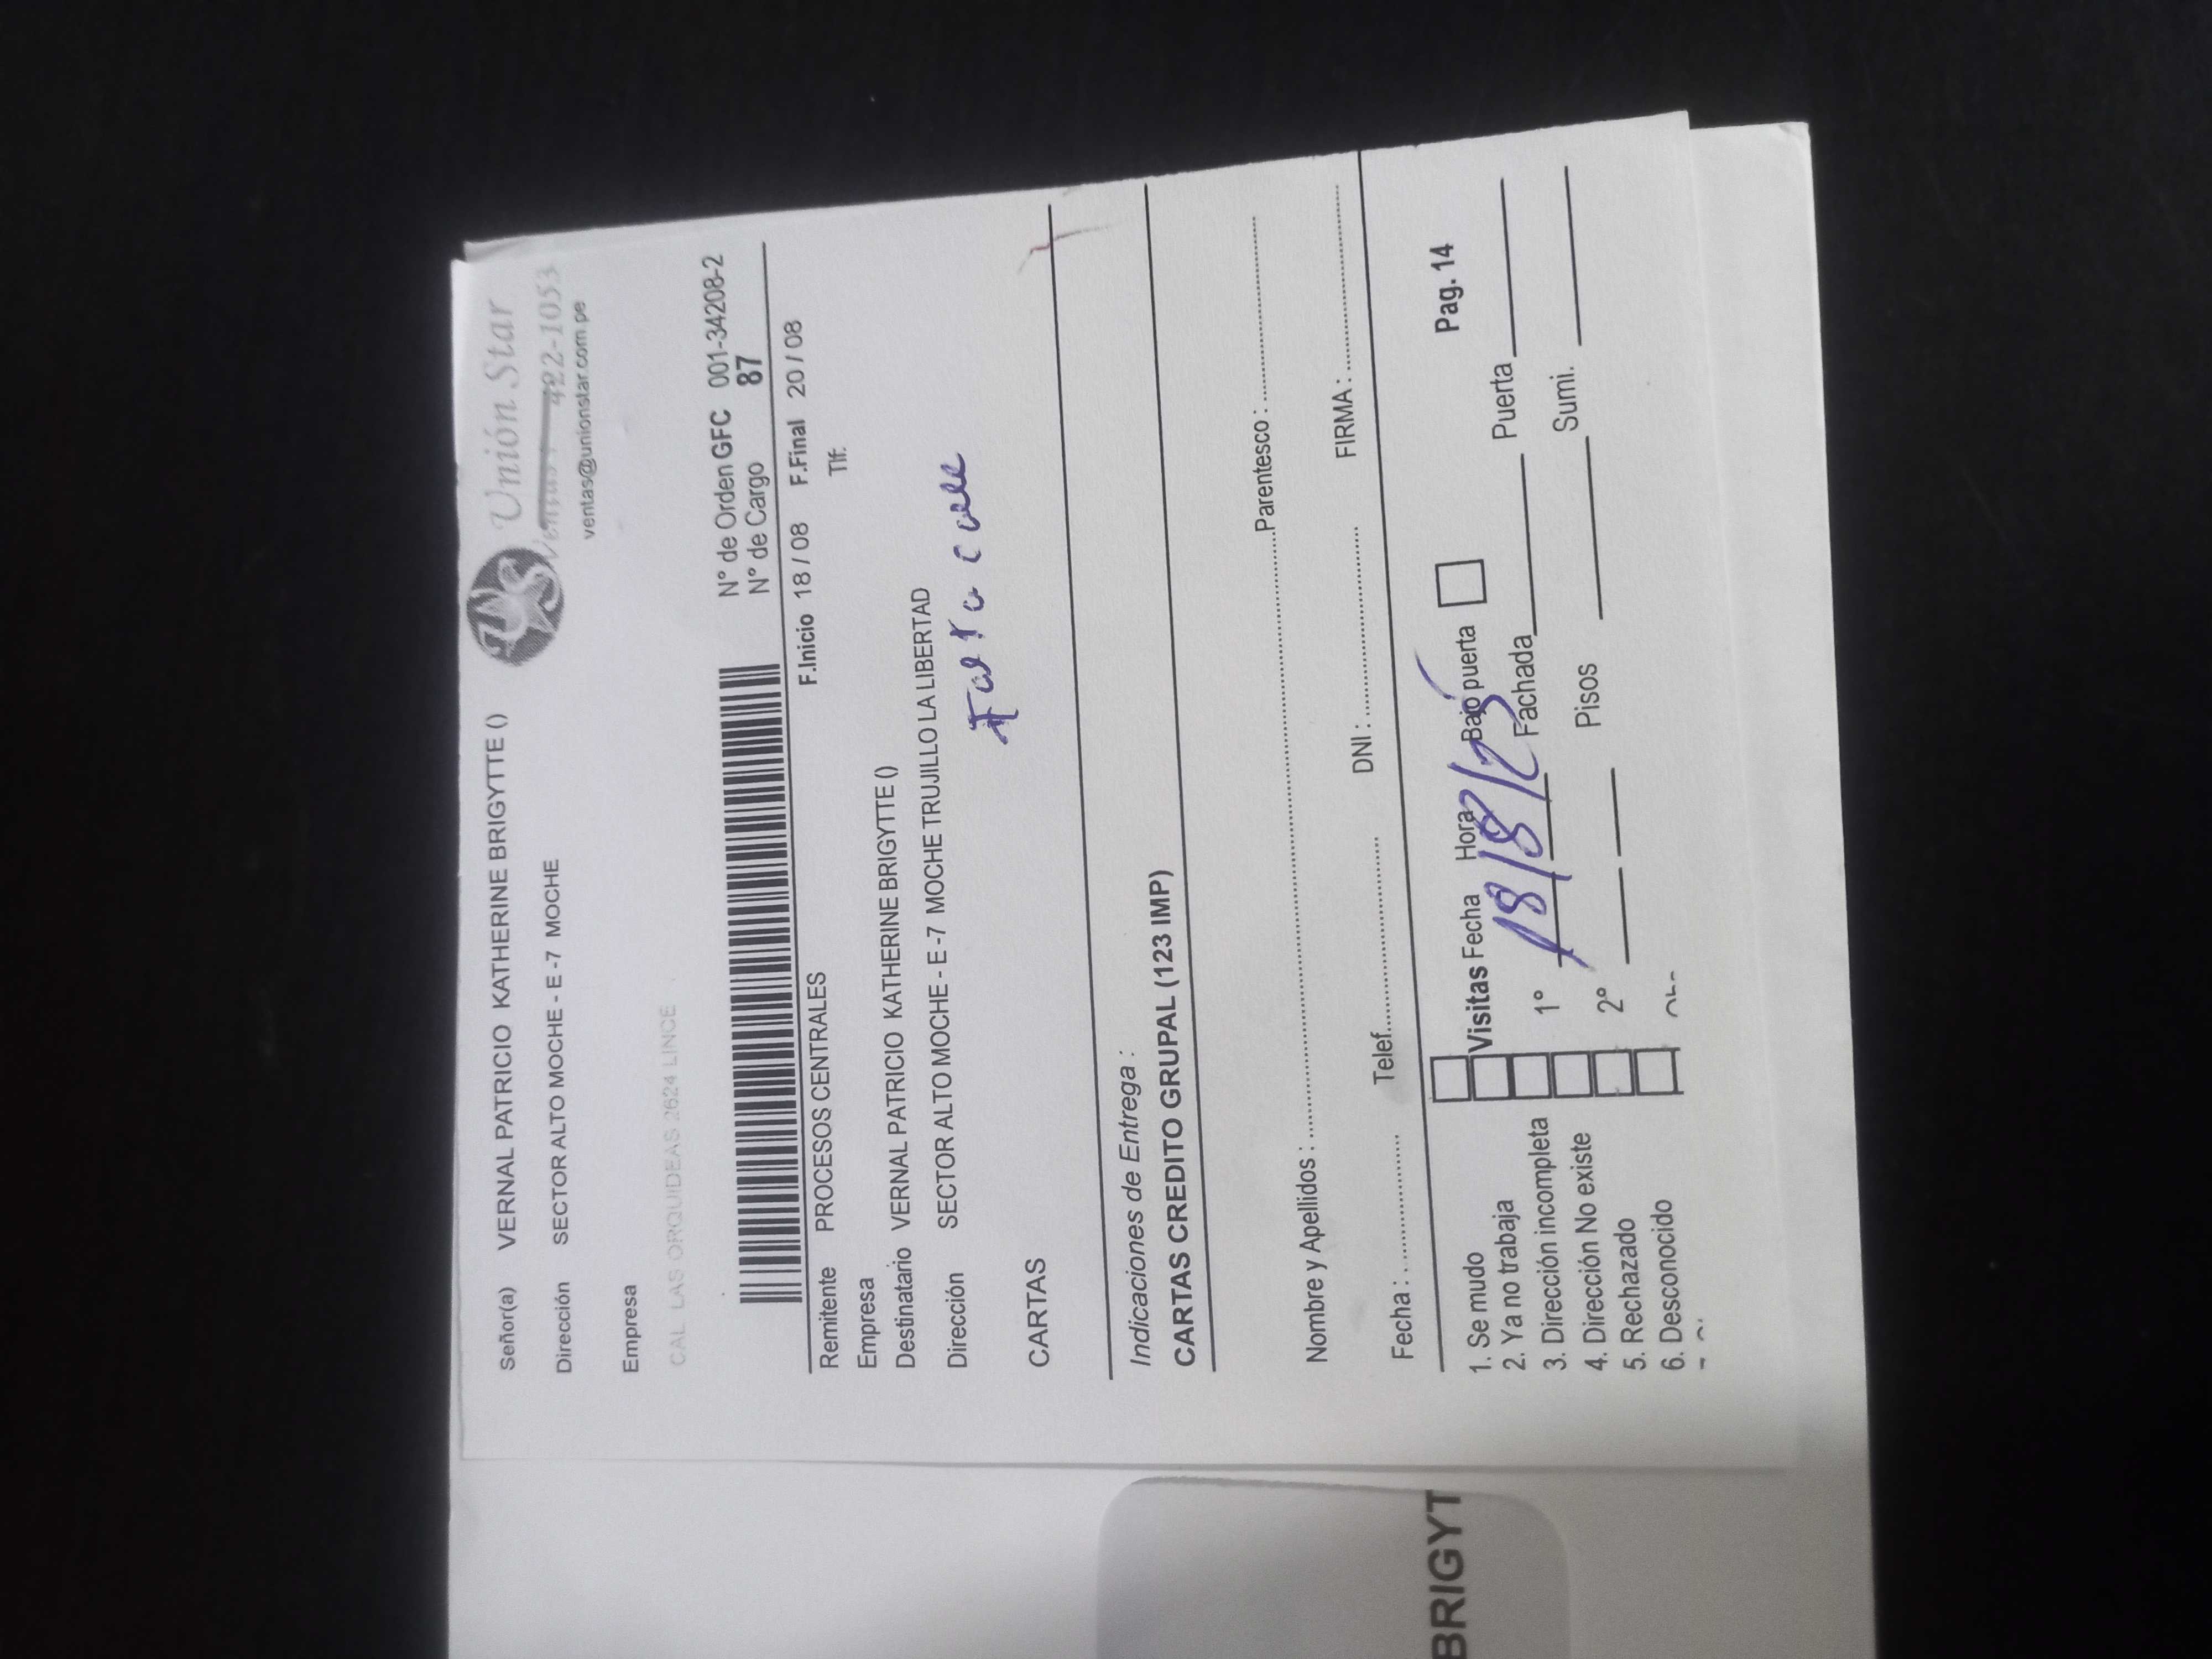 Señor(a) VERNAL PATRICIO KATHERINE BRIGYTTE ()
Unión Star
Dirección SECTOR ALTO MOCHE - E -7 MOCHE
Ventas: 422-1053
ventas@unionstar.com.pe
Empresa
CAL LAS ORQUIDEAS 2624 LINCE
N° de Orden GFC 001-34208-2
N° de Cargo 87
F.Inicio 18 / 08 F.Final 20 / 08
Remitente PROCESOS CENTRALES
Tlf.
Empresa
Destinatario VERNAL PATRICIO KATHERINE BRIGYTTE ()
Dirección SECTOR ALTO MOCHE - E -7 MOCHE TRUJILLO LA LIBERTAD
Falta calle
CARTAS
Indicaciones de Entrega :
CARTAS CREDITO GRUPAL (123 IMP)
Nombre y Apellidos : Parentesco :
Fecha : Telef. DNI : FIRMA :
Pag. 14
1. Se mudo Visitas Fecha Hora Bajo puerta
2. Ya no trabaja
3. Dirección incompleta 1° 18/8/23 Fachada Puerta
4. Dirección No existe
5. Rechazado 2° Pisos Sumi.
6. Desconocido
BRIGYT